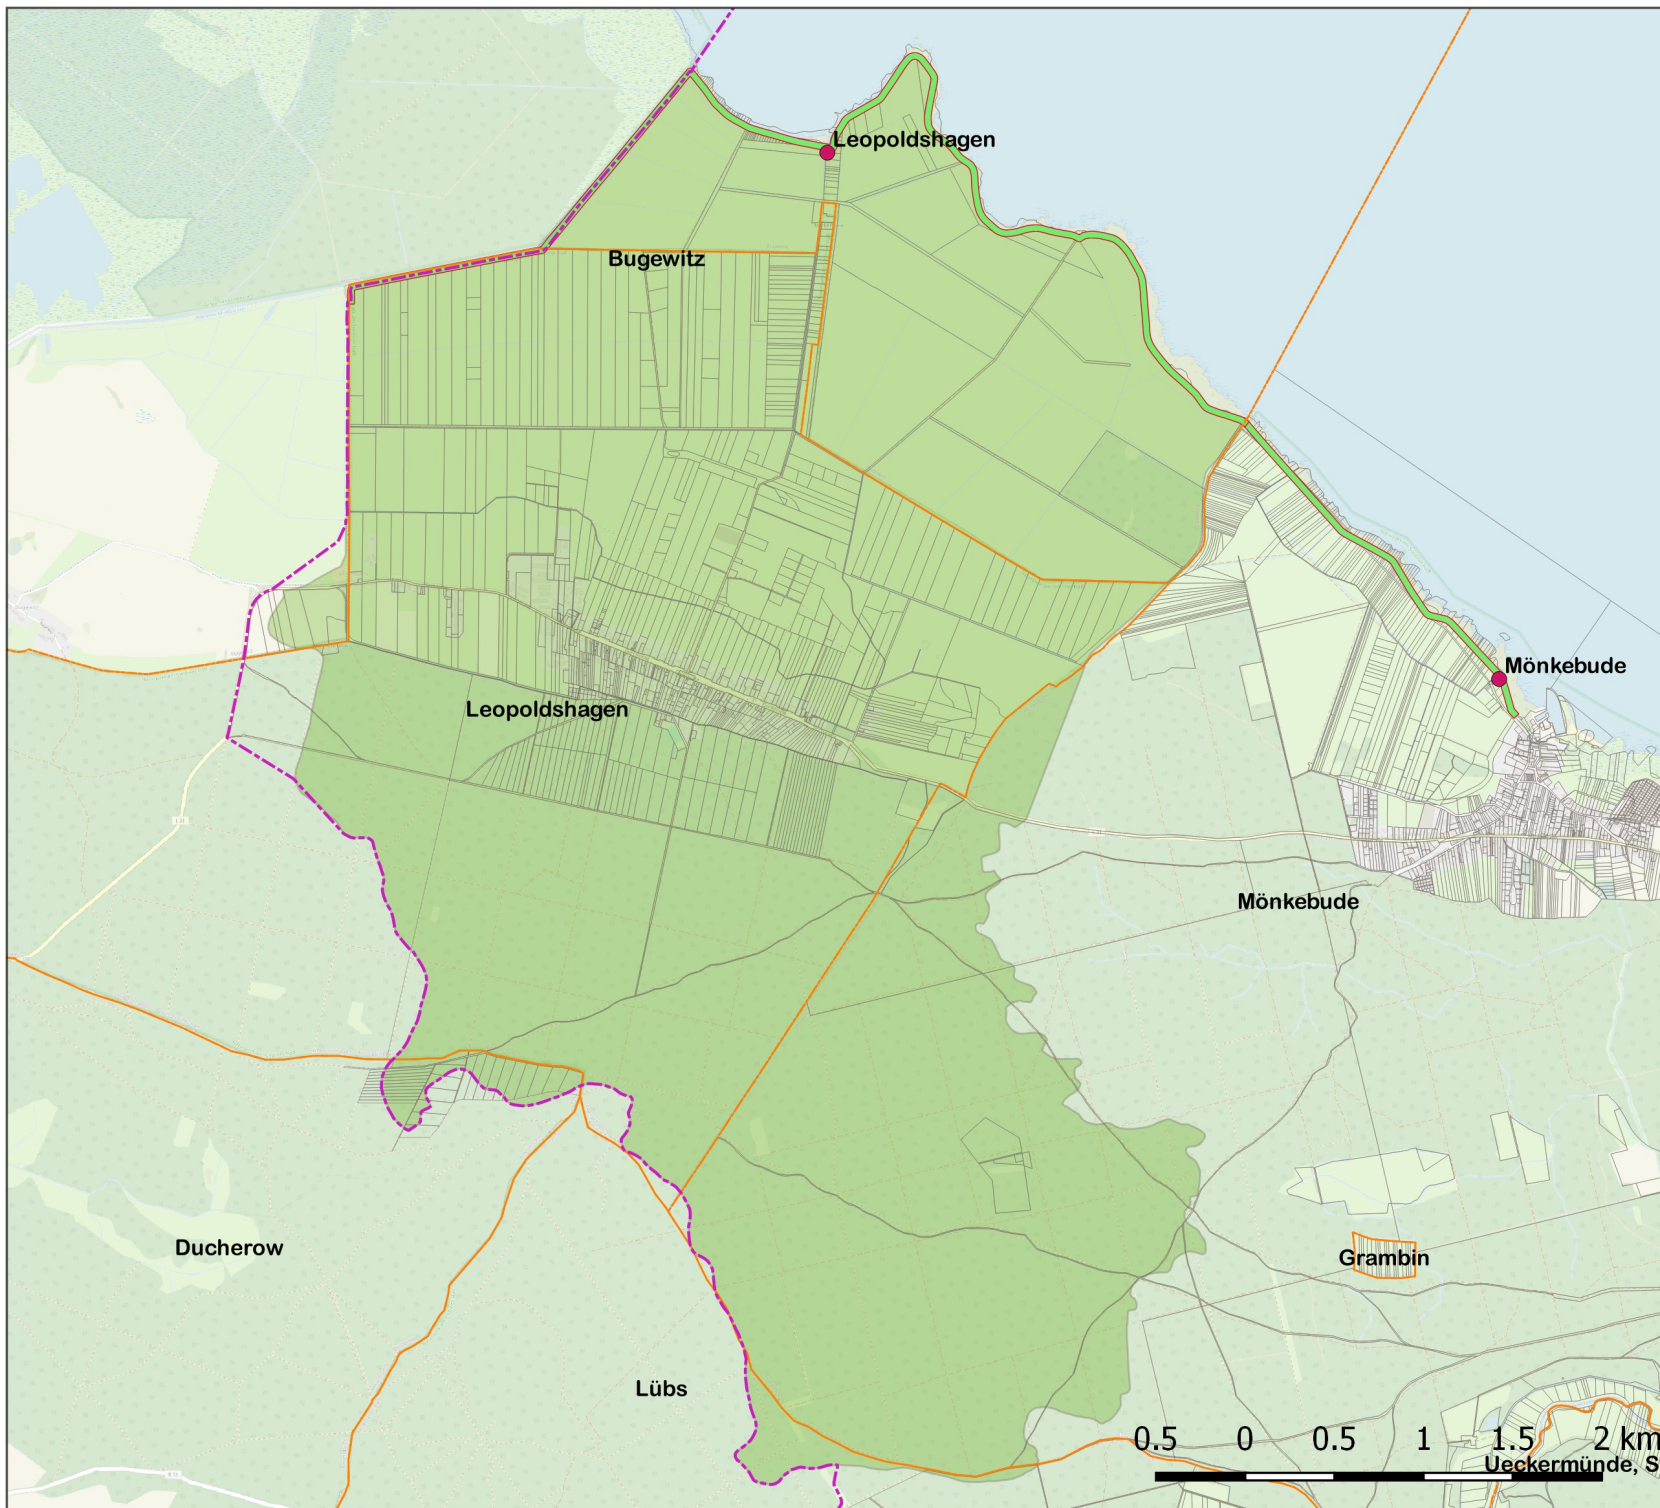 Leopoldshagen
Bugewitz
Mönkebude
Leopoldshagen
Mönkebude
Ducherow
Grambin
Lübs
0.5 0 0.5 1 1.5 2 km
Ueckermünde, S